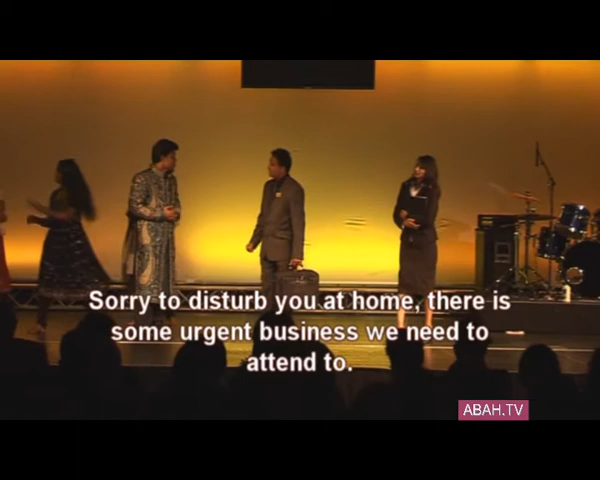 Sorry to disturb you at home, there is
some urgent business we need to
attend to.
ABAH.TV